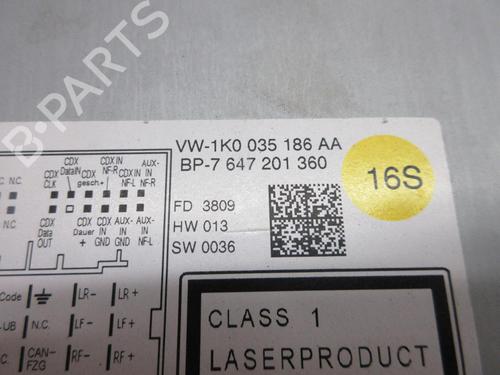 VW-1K0 035 186 AA
BP-7 647 201 360
16S
FD 3809
HW 013
SW 0036
CLASS 1
LASERPRODUCT
N.C. N.C. CDX CLK CDX DataIN CDX gesch+ CDX IN NF-R CDX IN NF-L AUX-IN NF-R
CDX Data OUT CDX Dauer + CDX IN GND AUX-IN GND AUX-IN NF-L
Code LR- LR+
-UB N.C. LF- LF+
C. CAN-FZG RF- RF+
B-PARTS